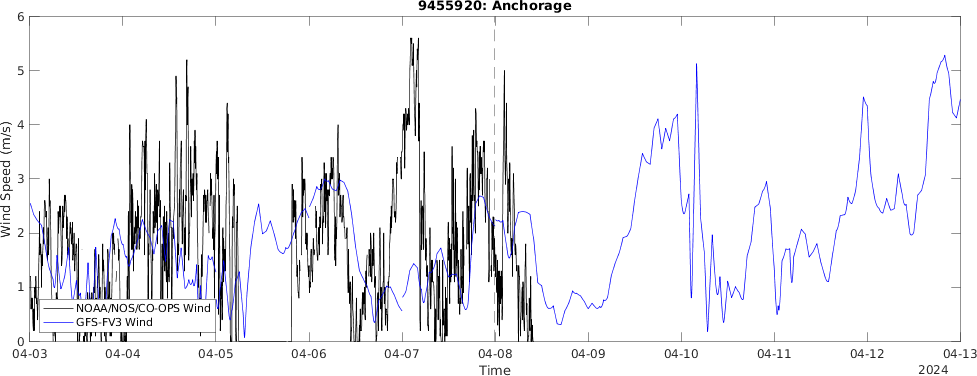 9455920: Anchorage
6
5
4
3
2
1
0
Wind Speed (m/s)
NOAA/NOS/CO-OPS Wind
GFS-FV3 Wind
04-03 04-04 04-05 04-06 04-07 04-08 04-09 04-10 04-11 04-12 04-13
Time
2024